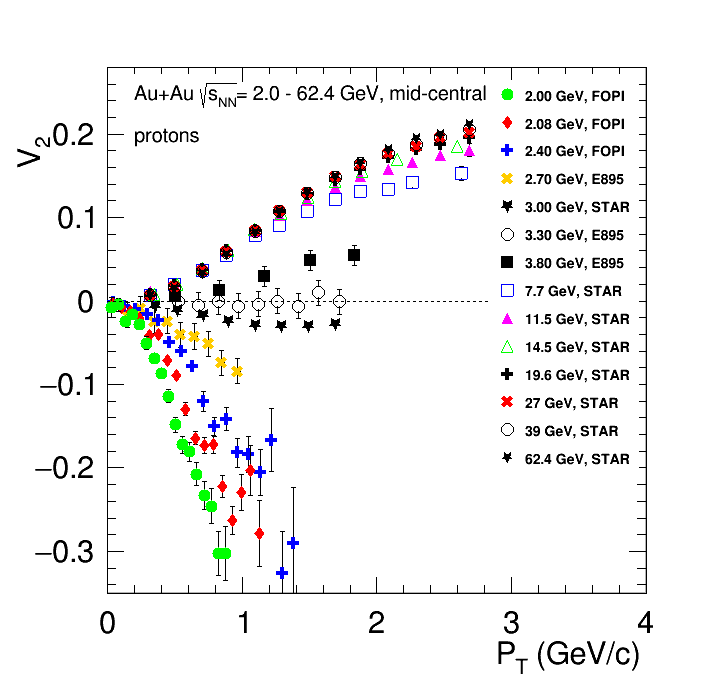 Au+Au √sNN= 2.0 - 62.4 GeV, mid-central
protons
2.00 GeV, FOPI
2.08 GeV, FOPI
2.40 GeV, FOPI
2.70 GeV, E895
3.00 GeV, STAR
3.30 GeV, E895
3.80 GeV, E895
7.7 GeV, STAR
11.5 GeV, STAR
14.5 GeV, STAR
19.6 GeV, STAR
27 GeV, STAR
39 GeV, STAR
62.4 GeV, STAR
V2
0.2
0.1
0
−0.1
−0.2
−0.3
0 1 2 3 4
PT (GeV/c)